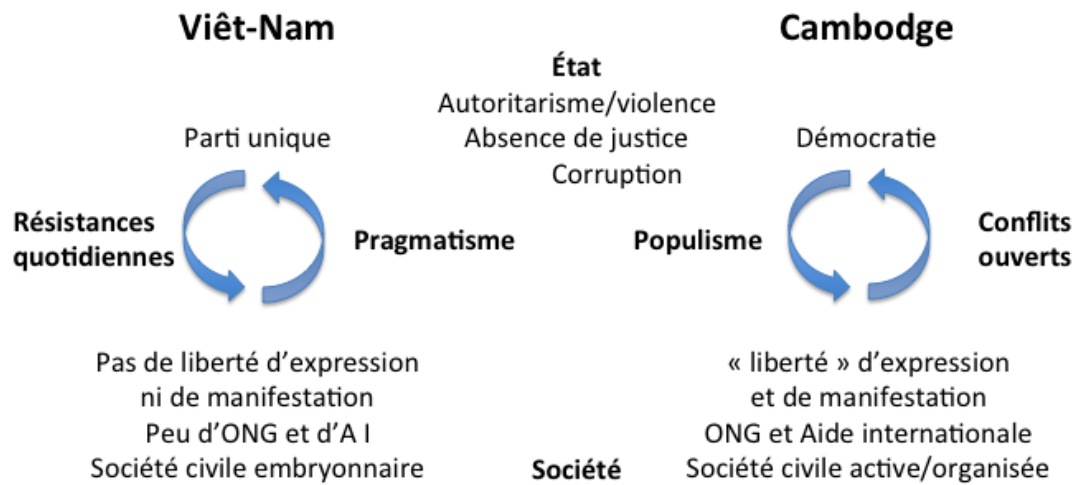 Viêt-Nam
Cambodge
État
Autoritarisme/violence
Absence de justice
Corruption
Parti unique
Démocratie
Résistances
quotidiennes
Pragmatisme
Populisme
Conflits
ouverts
Pas de liberté d’expression
ni de manifestation
Peu d’ONG et d’A I
Société civile embryonnaire
Société
« liberté » d’expression
et de manifestation
ONG et Aide internationale
Société civile active/organisée